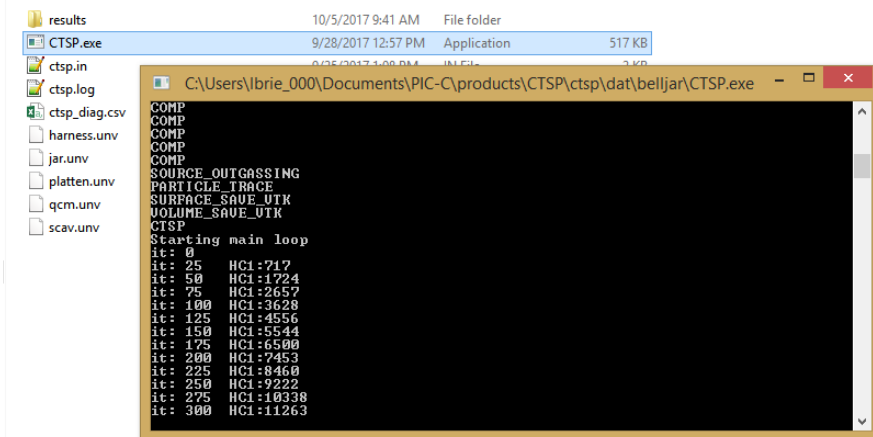 results 10/5/2017 9:41 AM File folder
CTSP.exe 9/28/2017 12:57 PM Application 517 KB
ctsp.in
ctsp.log
ctsp_diag.csv
harness.unv
jar.unv
platten.unv
qcm.unv
scav.unv
C:\Users\lbrie_000\Documents\PIC-C\products\CTSP\ctsp\dat\belljar\CTSP.exe
COMP
COMP
COMP
COMP
COMP
SOURCE_OUTGASSING
PARTICLE_TRACE
SURFACE_SAVE_VTK
VOLUME_SAVE_VTK
CTSP
Starting main loop
it: 0
it: 25 HC1:717
it: 50 HC1:1724
it: 75 HC1:2657
it: 100 HC1:3628
it: 125 HC1:4556
it: 150 HC1:5544
it: 175 HC1:6500
it: 200 HC1:7453
it: 225 HC1:8460
it: 250 HC1:9222
it: 275 HC1:10338
it: 300 HC1:11263